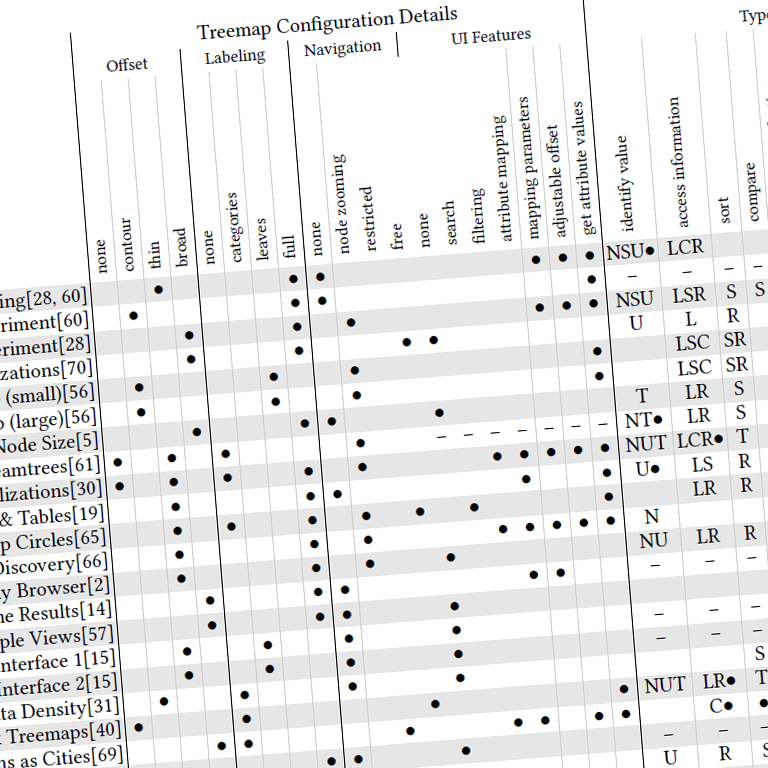 Treemap Configuration Details
Offset Labeling Navigation UI Features
none contour thin broad none categories leaves full none node zooming restricted free none search filtering attribute mapping mapping parameters adjustable offset get attribute values identify value access information sort compare
ing[28, 60] ● ● ● ● ● ● NSU● LCR
riment[60] ● ● ● ● – – – –
eriment[28] ● ● ● ● ● ● NSU LSR S S
zations[70] ● ● ● ● U L R
(small)[56] ● ● ● ● LSC SR
(large)[56] ● ● ● ● LSC SR
Node Size[5] ● ● ● ● T LR S
eamtrees[61] ● ● ● ● – – – – – – – NT● LR S
lizations[30] ● ● ● ● ● ● ● ● ● ● NUT LCR● T
& Tables[19] ● ● ● ● ● U● LS R
p Circles[65] ● ● ● ● ● ● ● LR R
Discovery[66] ● ● ● ● ● ● ● ● N
y Browser[2] ● ● ● ● NU LR R
ne Results[14] ● ● ● ● ● – – –
ple Views[57] ● ● ● ●
nterface 1[15] ● ● ● ● – – –
nterface 2[15] ● ● ● ● – – –
ta Density[31] ● ● ● ● S
Treemaps[40] ● ● ● ● ● ● ● NUT LR● T
ns as Cities[69] ● ● ● ● ● C● ●
– – –
U R